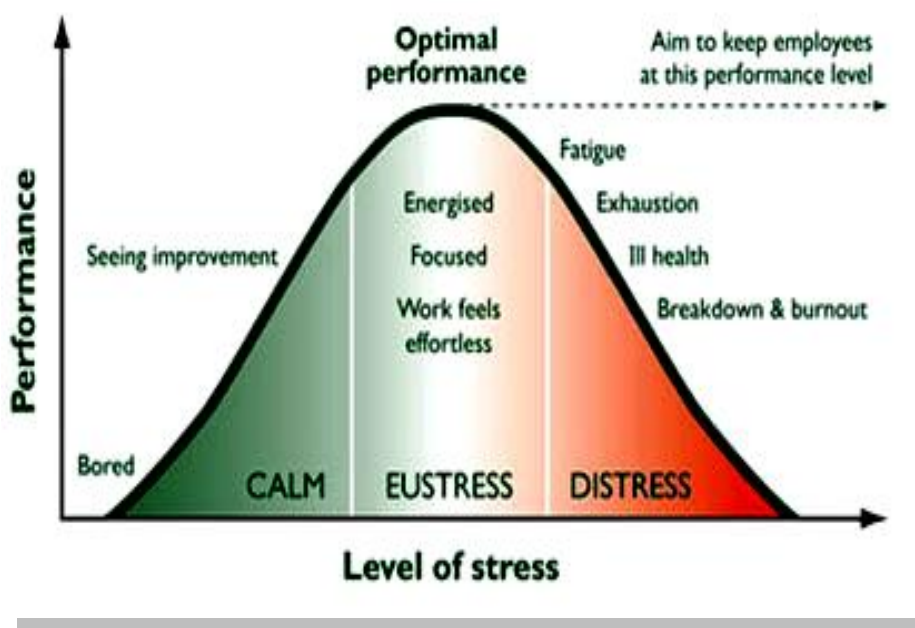 Optimal
performance
Aim to keep employees
at this performance level
Fatigue
Energised
Exhaustion
Seeing improvement
Focused
Ill health
Work feels
effortless
Breakdown & burnout
Performance
Bored
CALM
EUSTRESS
DISTRESS
Level of stress